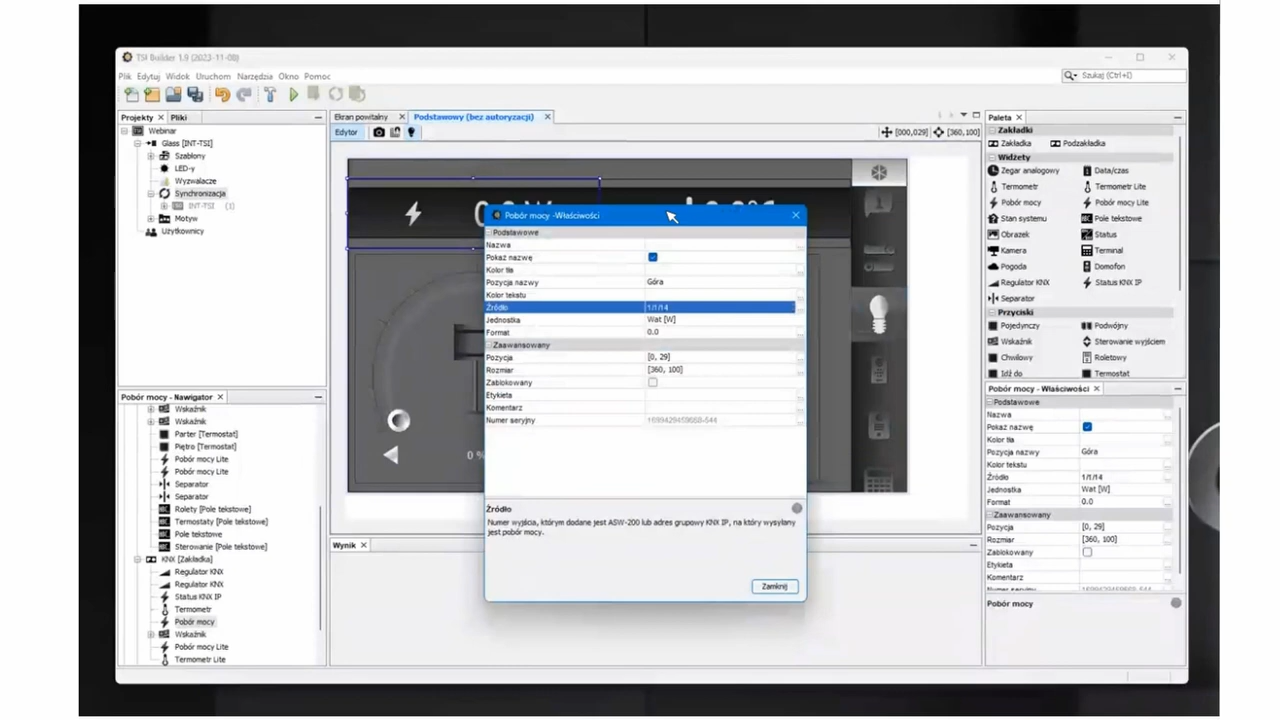 TSI Builder 1.9 (2023-11-08)
Plik Edytuj Widok Uruchom Narzędzia Okno Pomoc
Szukaj (Ctrl+I)
Projekty Pliki
Webinar
Glass [INT-TSI]
Szablony
LED-y
Wyzwalacze
Synchronizacja
INT-TSI (1)
Motyw
Użytkownicy
Pobór mocy - Nawigator
Wskaźnik
Wskaźnik
Parter [Termostat]
Piętro [Termostat]
Pobór mocy Lite
Pobór mocy Lite
Separator
Separator
Rolety [Pole tekstowe]
Termostaty [Pole tekstowe]
Pole tekstowe
Sterowanie [Pole tekstowe]
KNX [Zakładka]
Regulator KNX
Regulator KNX
Status KNX IP
Termometr
Pobór mocy
Wskaźnik
Pobór mocy Lite
Termometr Lite
Ekran powitalny Podstawowy (bez autoryzacji)
Edytor [000,029] [360,100]
0 %
Pobór mocy -Właściwości
Podstawowe
Nazwa
Pokaż nazwę
Kolor tła
Pozycja nazwy Góra
Kolor tekstu
Źródło 1/1/14
Jednostka Wat [W]
Format 0.0
Zaawansowany
Pozycja [0, 29]
Rozmiar [360, 100]
Zablokowany
Etykieta
Komentarz
Numer seryjny 1699429459668-544
Źródło
Numer wyjścia, którym dodane jest ASW-200 lub adres grupowy KNX IP, na który wysyłany
jest pobór mocy.
Zamknij
Wynik
Paleta
Zakładki
Zakładka Podzakładka
Widżety
Zegar analogowy Data/czas
Termometr Termometr Lite
Pobór mocy Pobór mocy Lite
Stan systemu Pole tekstowe
Obrazek Status
Kamera Terminal
Pogoda Domofon
Regulator KNX Status KNX IP
Separator
Przyciski
Pojedynczy Podwójny
Wskaźnik Sterowanie wyjściem
Chwilowy Roletowy
Idź do Termostat
Pobór mocy - Właściwości
Podstawowe
Nazwa
Pokaż nazwę
Kolor tła
Pozycja nazwy Góra
Kolor tekstu
Źródło 1/1/14
Jednostka Wat [W]
Format 0.0
Zaawansowany
Pozycja [0, 29]
Rozmiar [360, 100]
Zablokowany
Etykieta
Komentarz
Pobór mocy